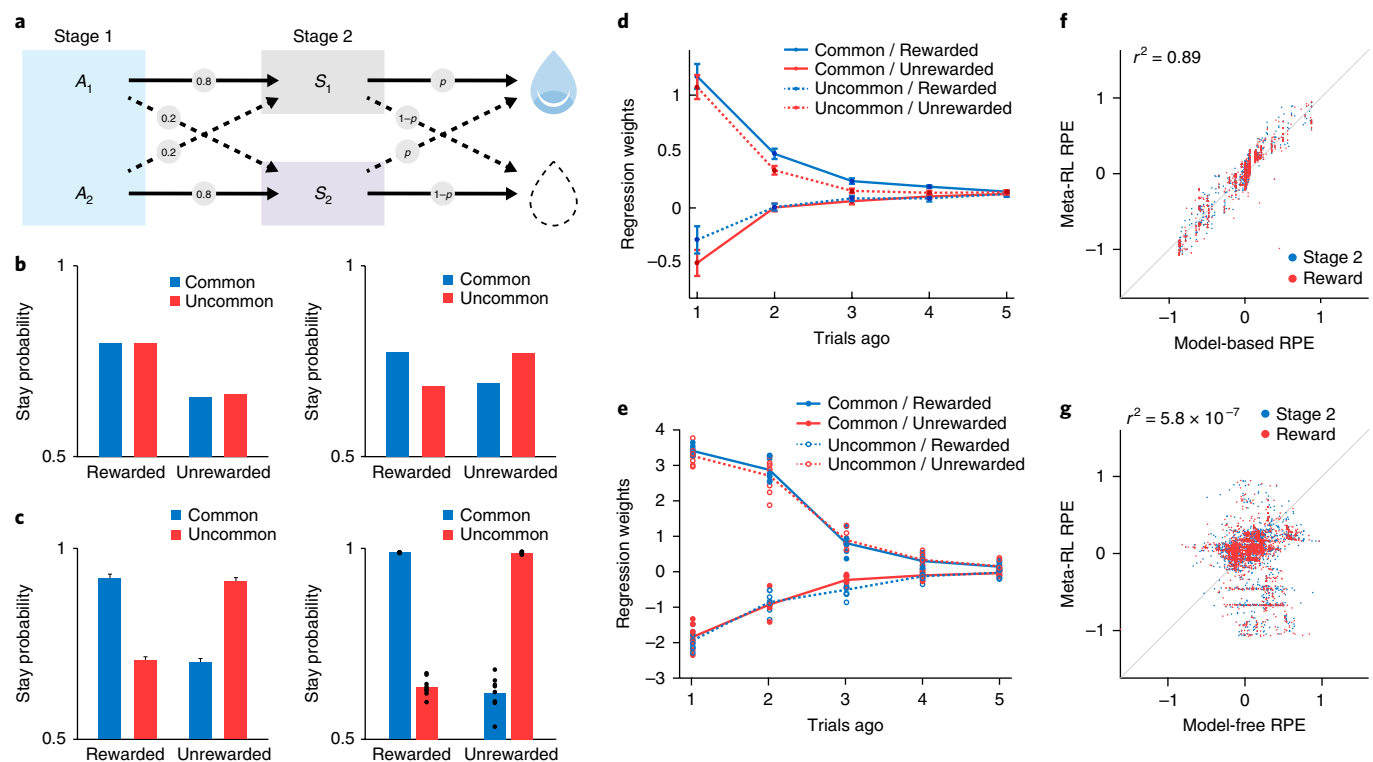 a
Stage 1
Stage 2
A1
0.8
S1
p
0.2
1–p
0.2
p
A2
0.8
S2
1–p
b
1
Common
Uncommon
Stay probability
0.5
Rewarded
Unrewarded
1
Common
Uncommon
Stay probability
0.5
Rewarded
Unrewarded
c
Common
Uncommon
1
Stay probability
0.5
Rewarded
Unrewarded
Common
Uncommon
1
Stay probability
0.5
Rewarded
Unrewarded
d
Common / Rewarded
Common / Unrewarded
Uncommon / Rewarded
Uncommon / Unrewarded
Regression weights
1
0.5
0
–0.5
1 2 3 4 5
Trials ago
e
Common / Rewarded
Common / Unrewarded
Uncommon / Rewarded
Uncommon / Unrewarded
Regression weights
4
3
2
1
0
–1
–2
–3
1 2 3 4 5
Trials ago
f
r² = 0.89
Meta-RL RPE
1
0
–1
Stage 2
Reward
–1 0 1
Model-based RPE
g
r² = 5.8 × 10⁻⁷
Stage 2
Reward
Meta-RL RPE
1
0
–1
–1 0 1
Model-free RPE